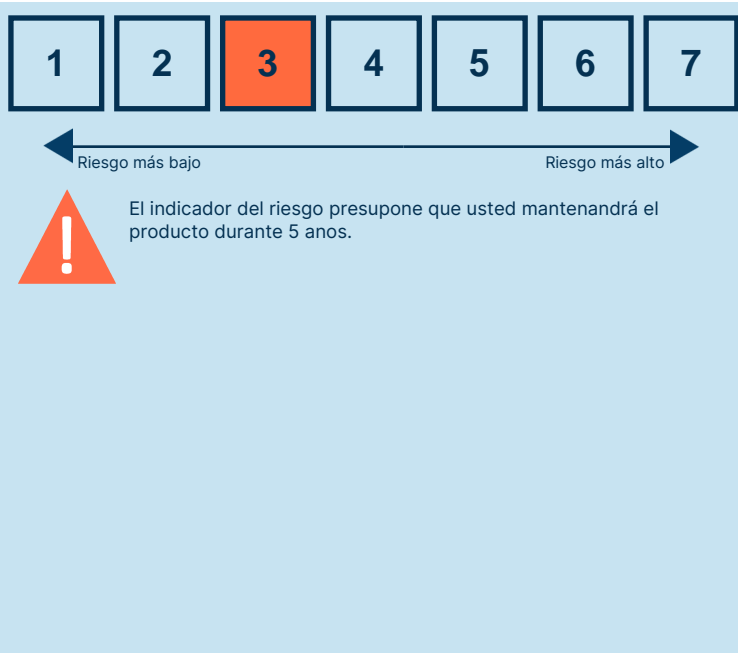 1 2 3 4 5 6 7
Riesgo más bajo Riesgo más alto
!
El indicador del riesgo presupone que usted mantenandrá el
producto durante 5 anos.